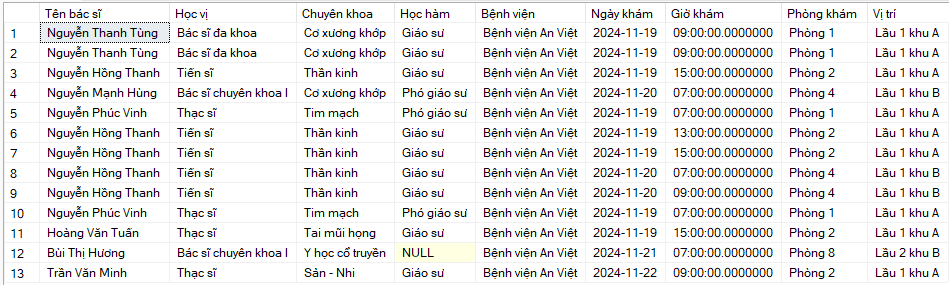 Tên bác sĩ Học vị Chuyên khoa Học hàm Bệnh viện Ngày khám Giờ khám Phòng khám Vị trí
1 Nguyễn Thanh Tùng Bác sĩ đa khoa Cơ xương khớp Giáo sư Bệnh viện An Việt 2024-11-19 09:00:00.0000000 Phòng 1 Lầu 1 khu A
2 Nguyễn Thanh Tùng Bác sĩ đa khoa Cơ xương khớp Giáo sư Bệnh viện An Việt 2024-11-19 09:00:00.0000000 Phòng 1 Lầu 1 khu A
3 Nguyễn Hồng Thanh Tiến sĩ Thần kinh Giáo sư Bệnh viện An Việt 2024-11-19 15:00:00.0000000 Phòng 2 Lầu 1 khu A
4 Nguyễn Mạnh Hùng Bác sĩ chuyên khoa I Cơ xương khớp Phó giáo sư Bệnh viện An Việt 2024-11-20 07:00:00.0000000 Phòng 4 Lầu 1 khu B
5 Nguyễn Phúc Vinh Thạc sĩ Tim mạch Phó giáo sư Bệnh viện An Việt 2024-11-19 07:00:00.0000000 Phòng 1 Lầu 1 khu A
6 Nguyễn Hồng Thanh Tiến sĩ Thần kinh Giáo sư Bệnh viện An Việt 2024-11-19 13:00:00.0000000 Phòng 2 Lầu 1 khu A
7 Nguyễn Hồng Thanh Tiến sĩ Thần kinh Giáo sư Bệnh viện An Việt 2024-11-19 15:00:00.0000000 Phòng 2 Lầu 1 khu A
8 Nguyễn Hồng Thanh Tiến sĩ Thần kinh Giáo sư Bệnh viện An Việt 2024-11-20 07:00:00.0000000 Phòng 4 Lầu 1 khu B
9 Nguyễn Hồng Thanh Tiến sĩ Thần kinh Giáo sư Bệnh viện An Việt 2024-11-20 09:00:00.0000000 Phòng 4 Lầu 1 khu B
10 Nguyễn Phúc Vinh Thạc sĩ Tim mạch Phó giáo sư Bệnh viện An Việt 2024-11-19 07:00:00.0000000 Phòng 1 Lầu 1 khu A
11 Hoàng Văn Tuấn Thạc sĩ Tai mũi họng Giáo sư Bệnh viện An Việt 2024-11-19 15:00:00.0000000 Phòng 2 Lầu 1 khu A
12 Bùi Thị Hương Bác sĩ chuyên khoa I Y học cổ truyền NULL Bệnh viện An Việt 2024-11-21 07:00:00.0000000 Phòng 8 Lầu 2 khu B
13 Trần Văn Minh Thạc sĩ Sản - Nhi Giáo sư Bệnh viện An Việt 2024-11-22 09:00:00.0000000 Phòng 2 Lầu 1 khu A